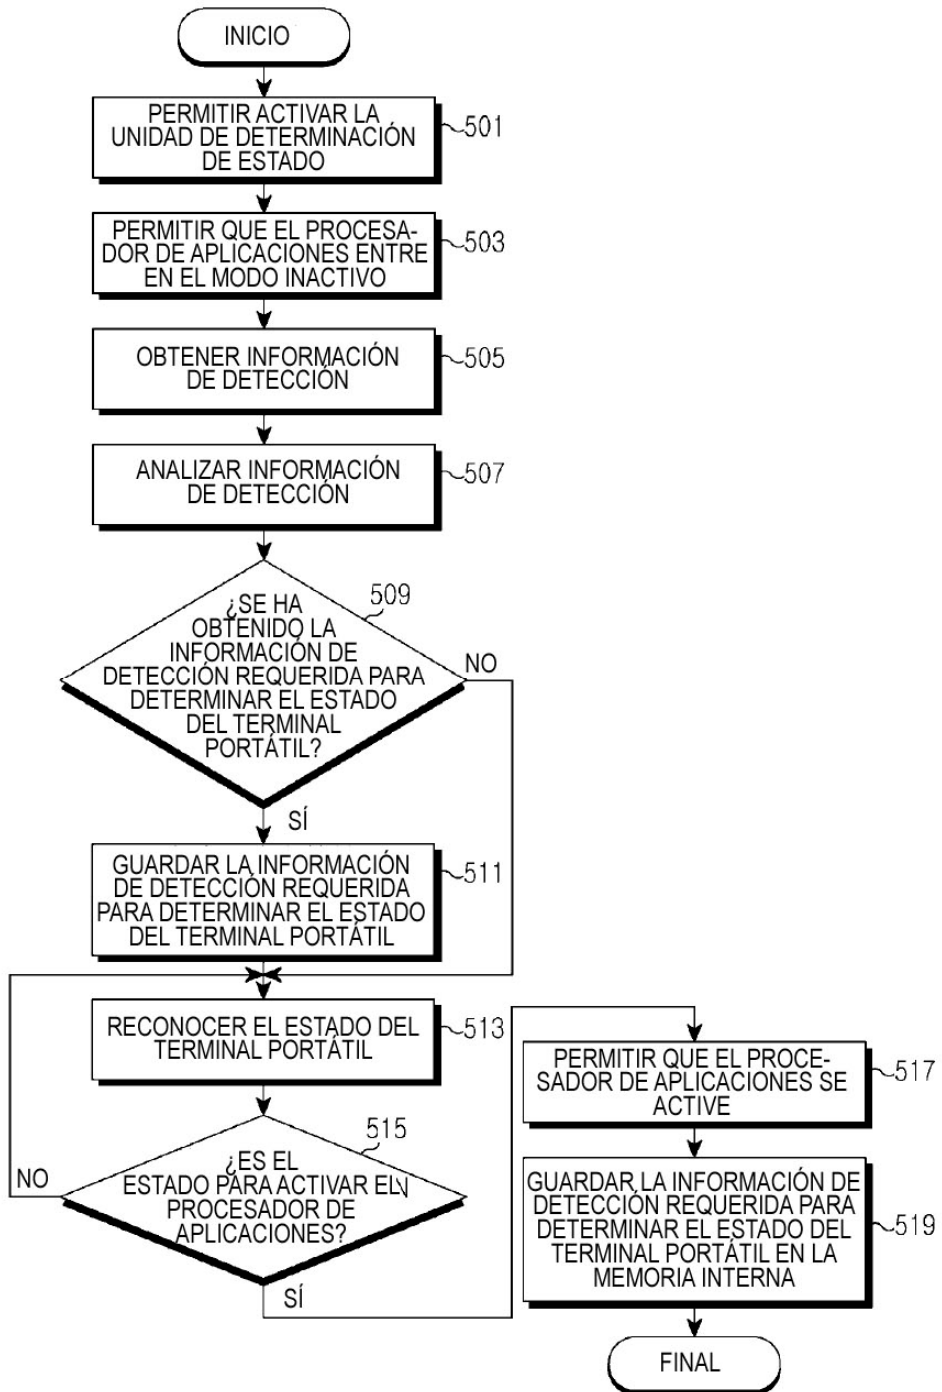 INICIO
PERMITIR ACTIVAR LA
UNIDAD DE DETERMINACIÓN
DE ESTADO
501
PERMITIR QUE EL PROCESA-
DOR DE APLICACIONES ENTRE
EN EL MODO INACTIVO
503
OBTENER INFORMACIÓN
DE DETECCIÓN
505
ANALIZAR INFORMACIÓN
DE DETECCIÓN
507
¿SE HA
OBTENIDO LA
INFORMACIÓN DE
DETECCIÓN REQUERIDA PARA
DETERMINAR EL ESTADO
DEL TERMINAL
PORTÁTIL?
509
NO
SÍ
GUARDAR LA INFORMACIÓN
DE DETECCIÓN REQUERIDA
PARA DETERMINAR EL ESTADO
DEL TERMINAL PORTÁTIL
511
RECONOCER EL ESTADO DEL
TERMINAL PORTÁTIL
513
¿ES EL
ESTADO PARA ACTIVAR EL
PROCESADOR DE
APLICACIONES?
515
NO
SÍ
PERMITIR QUE EL PROCE-
SADOR DE APLICACIONES SE
ACTIVE
517
GUARDAR LA INFORMACIÓN DE
DETECCIÓN REQUERIDA PARA
DETERMINAR EL ESTADO DEL
TERMINAL PORTÁTIL EN LA
MEMORIA INTERNA
519
FINAL